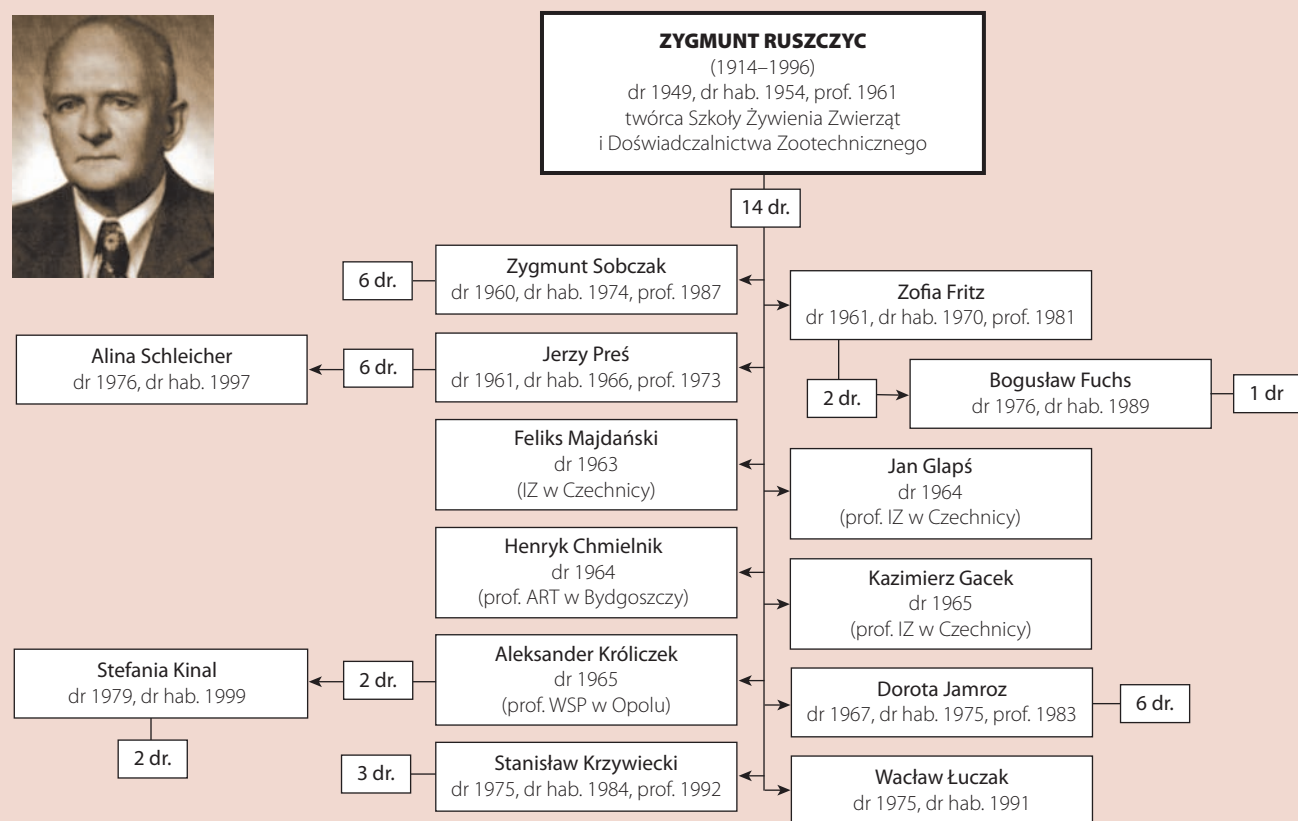 ZYGMUNT RUSZCZYC
(1914–1996)
dr 1949, dr hab. 1954, prof. 1961
twórca Szkoły Żywienia Zwierząt
i Doświadczalnictwa Zootechnicznego
14 dr.
6 dr.
Zygmunt Sobczak
dr 1960, dr hab. 1974, prof. 1987
Zofia Fritz
dr 1961, dr hab. 1970, prof. 1981
Alina Schleicher
dr 1976, dr hab. 1997
6 dr.
Jerzy Preś
dr 1961, dr hab. 1966, prof. 1973
2 dr.
Bogusław Fuchs
dr 1976, dr hab. 1989
1 dr
Feliks Majdański
dr 1963
(IZ w Czechnicy)
Jan Glapś
dr 1964
(prof. IZ w Czechnicy)
Henryk Chmielnik
dr 1964
(prof. ART w Bydgoszczy)
Kazimierz Gacek
dr 1965
(prof. IZ w Czechnicy)
Stefania Kinal
dr 1979, dr hab. 1999
2 dr.
2 dr.
Aleksander Króliczek
dr 1965
(prof. WSP w Opolu)
Dorota Jamroz
dr 1967, dr hab. 1975, prof. 1983
6 dr.
3 dr.
Stanisław Krzywiecki
dr 1975, dr hab. 1984, prof. 1992
Wacław Łuczak
dr 1975, dr hab. 1991